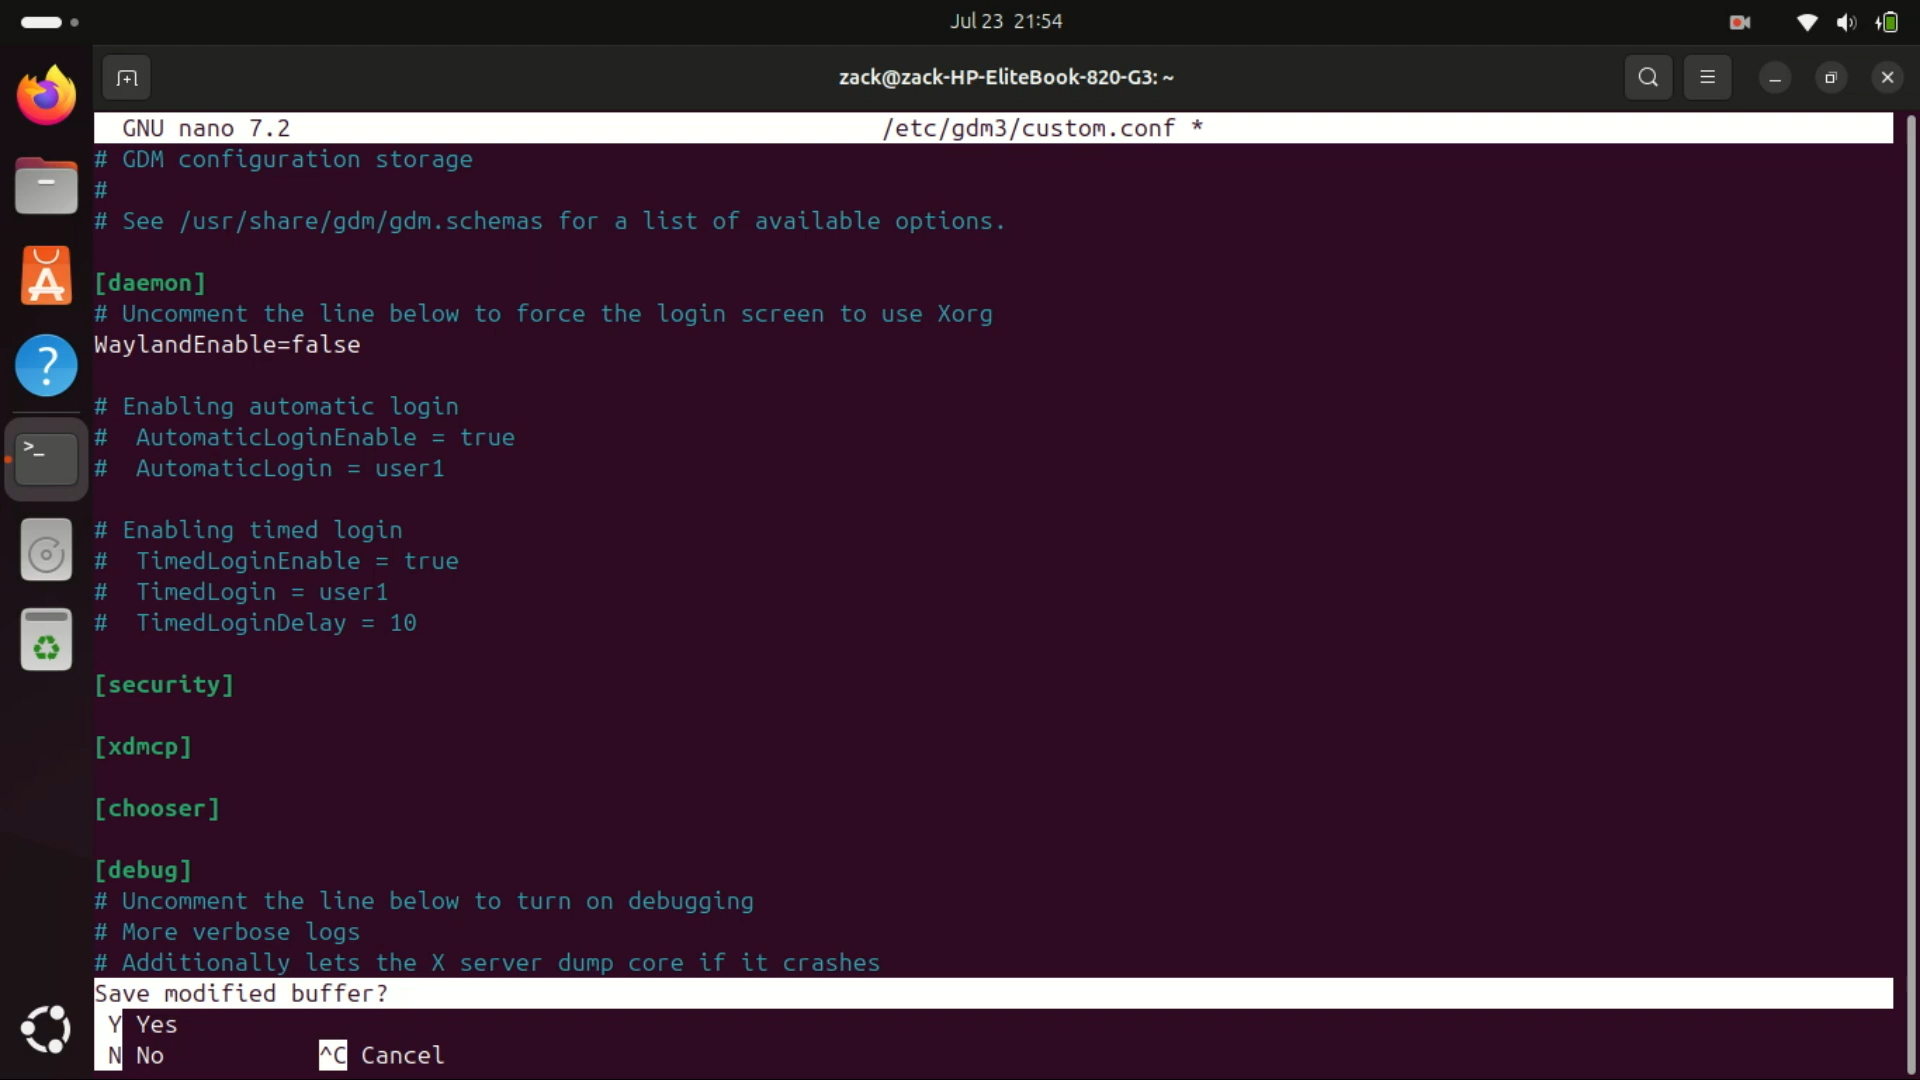 Jul 23 21:54
zack@zack-HP-EliteBook-820-G3: ~
GNU nano 7.2 /etc/gdm3/custom.conf *
# GDM configuration storage
#
# See /usr/share/gdm/gdm.schemas for a list of available options.
[daemon]
# Uncomment the line below to force the login screen to use Xorg
WaylandEnable=false
# Enabling automatic login
#  AutomaticLoginEnable = true
#  AutomaticLogin = user1
# Enabling timed login
#  TimedLoginEnable = true
#  TimedLogin = user1
#  TimedLoginDelay = 10
[security]
[xdmcp]
[chooser]
[debug]
# Uncomment the line below to turn on debugging
# More verbose logs
# Additionally lets the X server dump core if it crashes
Save modified buffer?
Y Yes
N No ^C Cancel